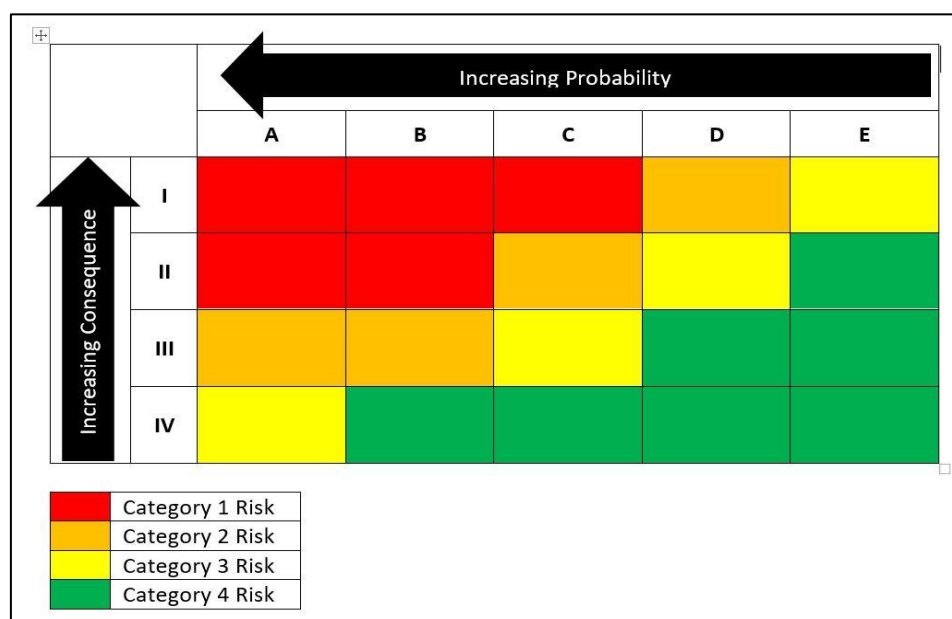 Increasing Probability
A B C D E
Increasing Consequence
I
II
III
IV
Category 1 Risk
Category 2 Risk
Category 3 Risk
Category 4 Risk